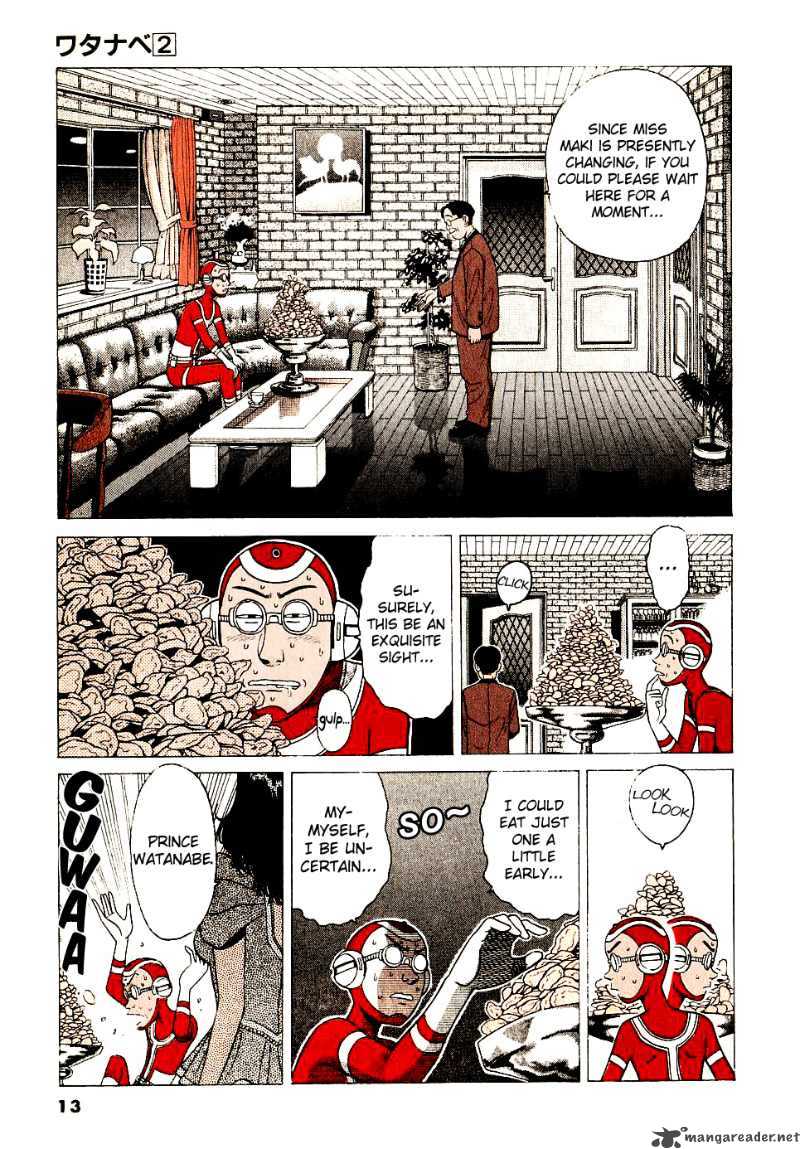 ワタナベ2
SINCE MISS
MAKI IS PRESENTLY
CHANGING, IF YOU
COULD PLEASE WAIT
HERE FOR A
MOMENT...
...
CLICK
SU-
SURELY,
THIS BE AN
EXQUISITE
SIGHT...
gulp...
LOOK
LOOK
I COULD
EAT JUST
ONE A
LITTLE
EARLY...
SO~
MY-
MYSELF,
I BE UN-
CERTAIN...
PRINCE
WATANABE.
GUWAA
13
mangareader.net